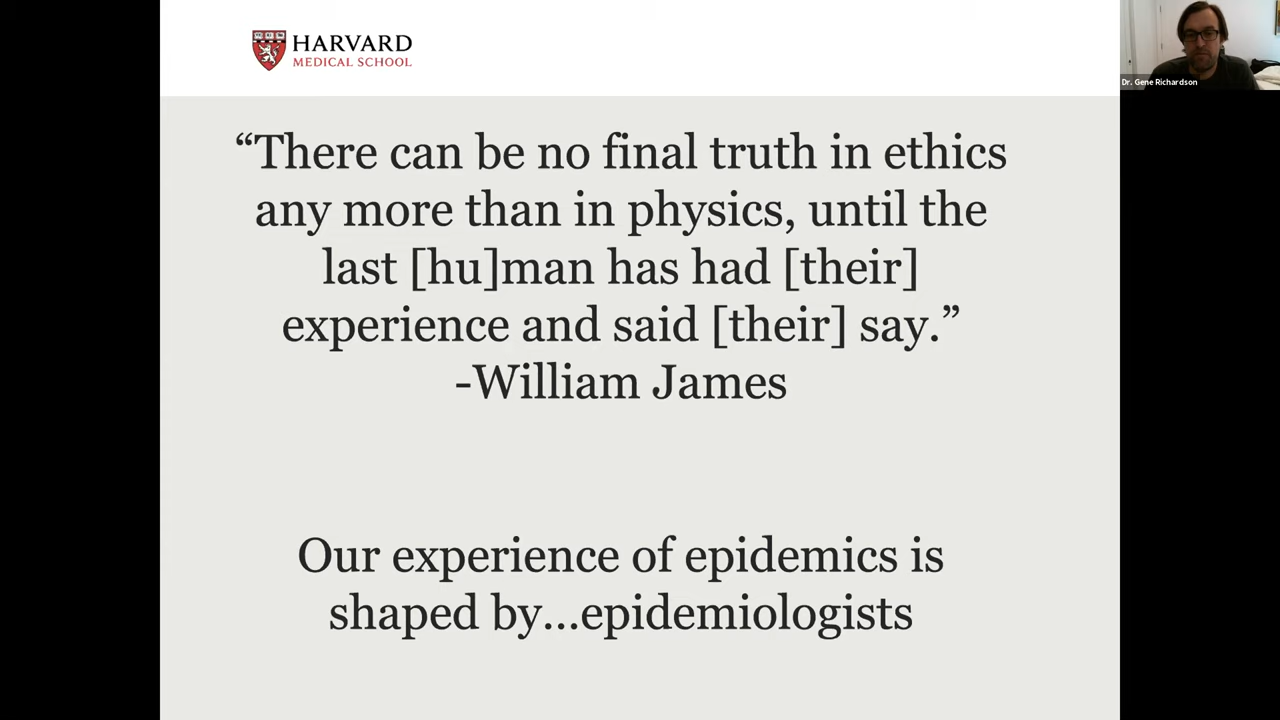 HARVARD
MEDICAL SCHOOL
Dr. Gene Richardson
“There can be no final truth in ethics
any more than in physics, until the
last [hu]man has had [their]
experience and said [their] say.”
-William James
Our experience of epidemics is
shaped by...epidemiologists